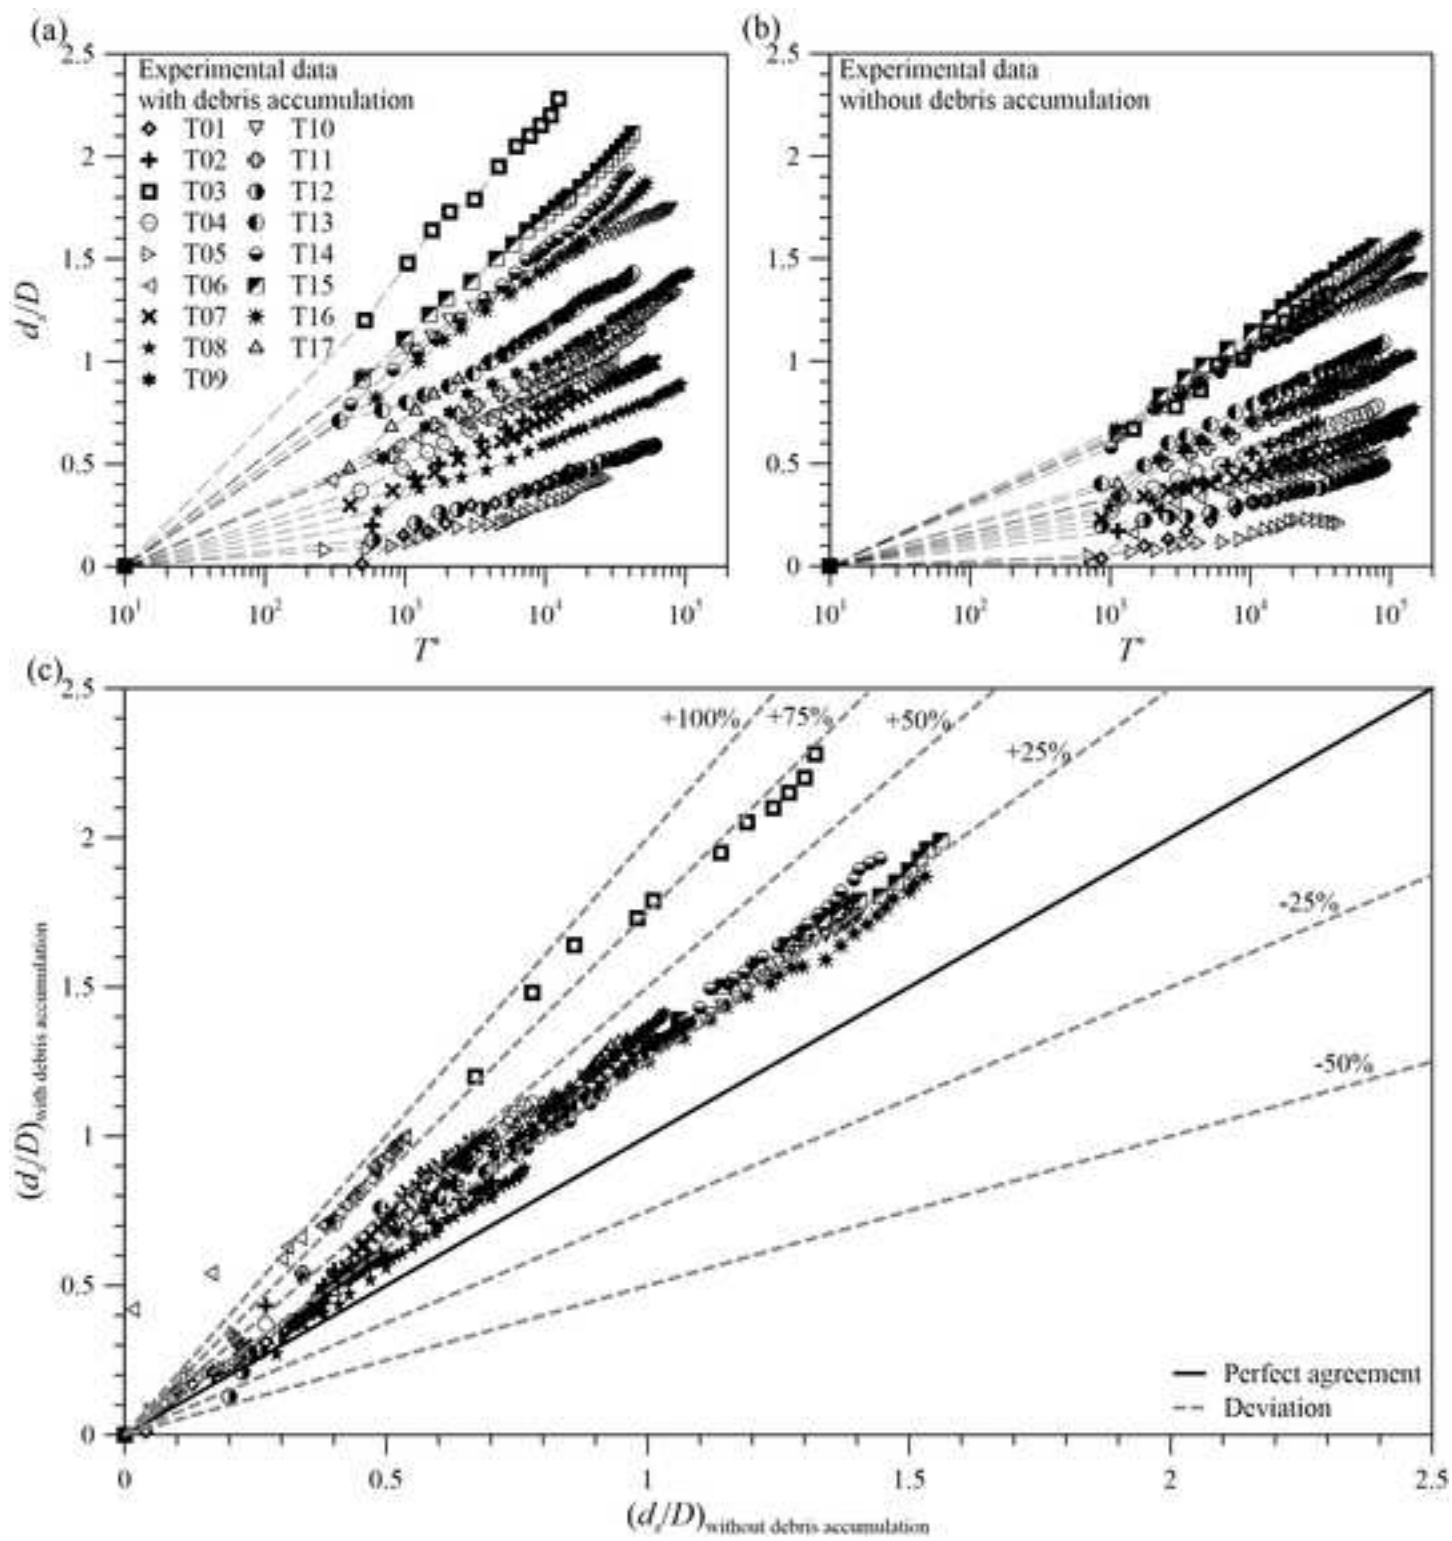 (a)
(b)
2.5
2
1.5
1
0.5
0
d_s/D
Experimental data
with debris accumulation
T01 T10
T02 T11
T03 T12
T04 T13
T05 T14
T06 T15
T07 T16
T08 T17
T09
10¹ 10² 10³ 10⁴ 10⁵
T*
2.5
2
1.5
1
0.5
0
Experimental data
without debris accumulation
10¹ 10² 10³ 10⁴ 10⁵
T*
(c)
2.5
2
1.5
1
0.5
0
(d_s/D)with debris accumulation
+100% +75% +50% +25%
-25%
-50%
Perfect agreement
Deviation
0 0.5 1 1.5 2 2.5
(d_s/D)without debris accumulation